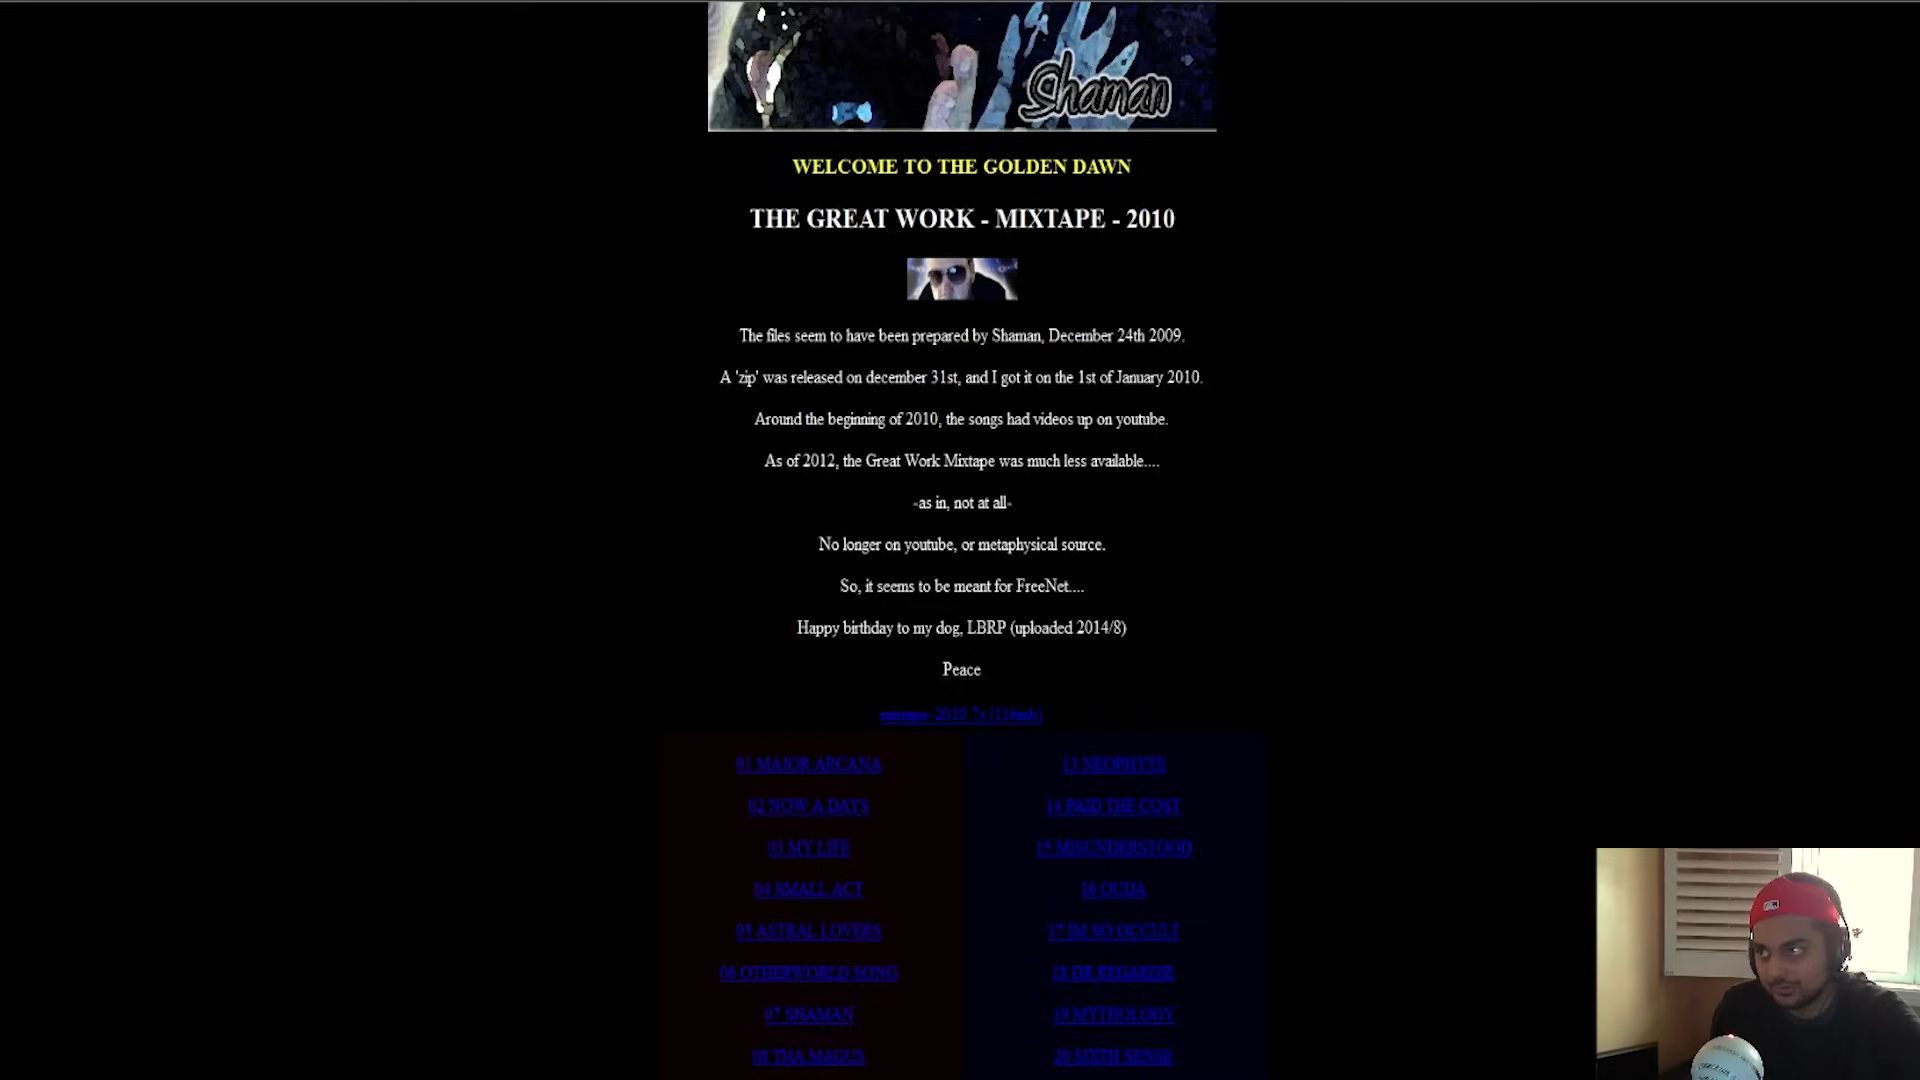 Shaman
WELCOME TO THE GOLDEN DAWN
THE GREAT WORK - MIXTAPE - 2010
The files seem to have been prepared by Shaman, December 24th 2009.
A 'zip' was released on december 31st, and I got it on the 1st of January 2010.
Around the beginning of 2010, the songs had videos up on youtube.
As of 2012, the Great Work Mixtape was much less available....
-as in, not at all-
No longer on youtube, or metaphysical source.
So, it seems to be meant for FreeNet....
Happy birthday to my dog, LBRP (uploaded 2014/8)
Peace
mixtape-2010.7z (116mb)
01 MAJOR ARCANA
02 NOW A DAYS
03 MY LIFE
04 SMALL ACT
05 ASTRAL LOVERS
06 OTHERWORLD SONG
07 SHAMAN
08 THA MAGUS
13 NEOPHYTE
14 PAID THE COST
15 MISUNDERSTOOD
16 OUIJA
17 IM SO OCCULT
18 DR REGARDIE
19 MYTHOLOGY
20 SIXTH SENSE